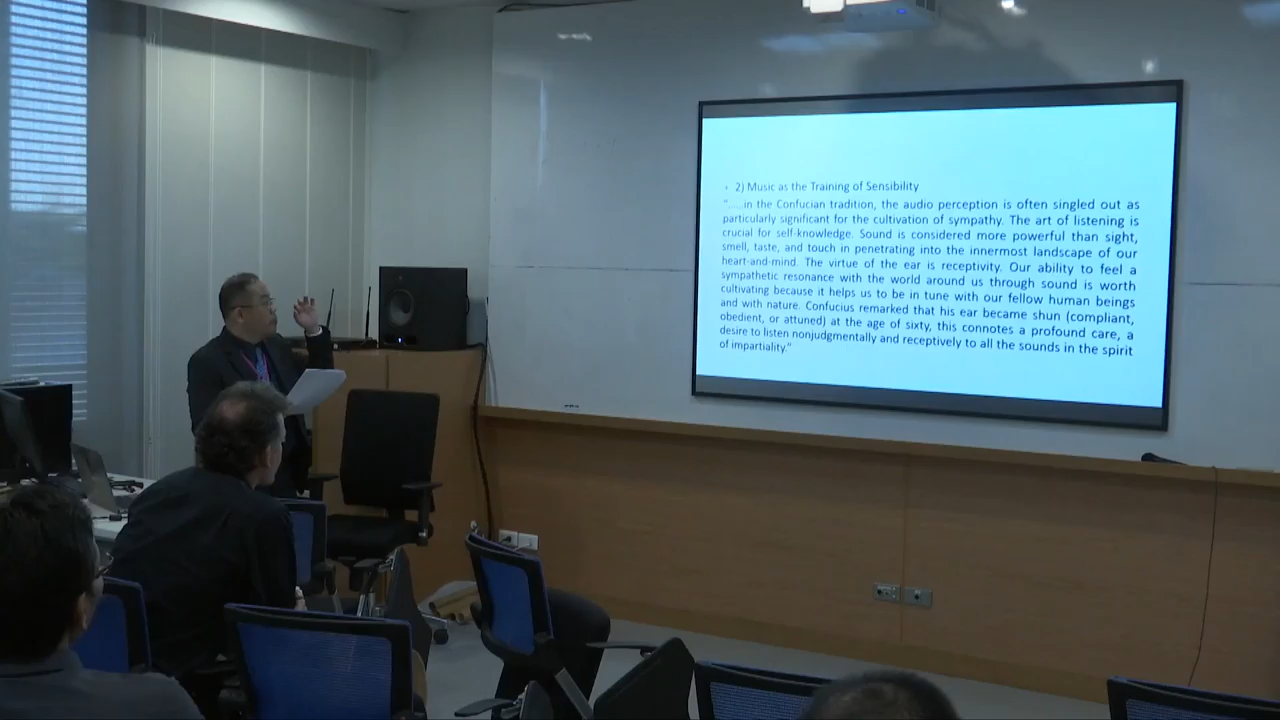 • 2) Music as the Training of Sensibility
".....in the Confucian tradition, the audio perception is often singled out as
particularly significant for the cultivation of sympathy. The art of listening is
crucial for self-knowledge. Sound is considered more powerful than sight,
smell, taste, and touch in penetrating into the innermost landscape of our
heart-and-mind. The virtue of the ear is receptivity. Our ability to feel a
sympathetic resonance with the world around us through sound is worth
cultivating because it helps us to be in tune with our fellow human beings
and with nature. Confucius remarked that his ear became shun (compliant,
obedient, or attuned) at the age of sixty, this connotes a profound care, a
desire to listen nonjudgmentally and receptively to all the sounds in the spirit
of impartiality."